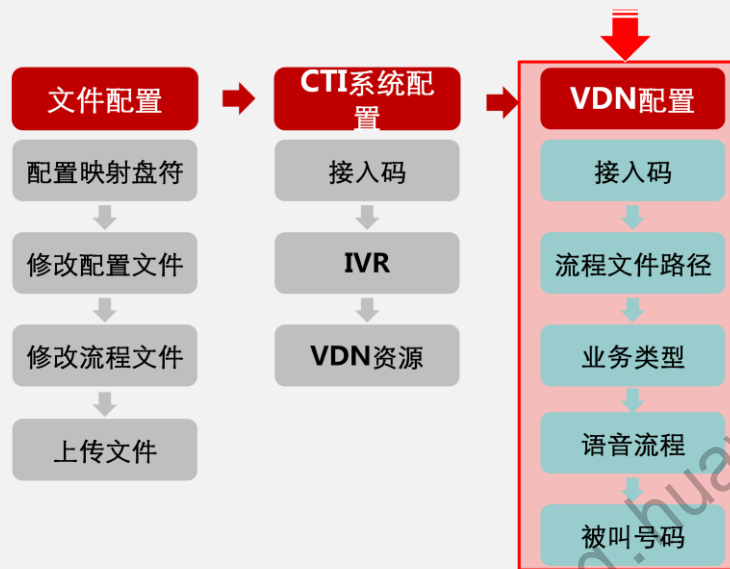 文件配置
配置映射盘符
修改配置文件
修改流程文件
上传文件
CTI系统配
置
接入码
IVR
VDN资源
VDN配置
接入码
流程文件路径
业务类型
语音流程
被叫号码